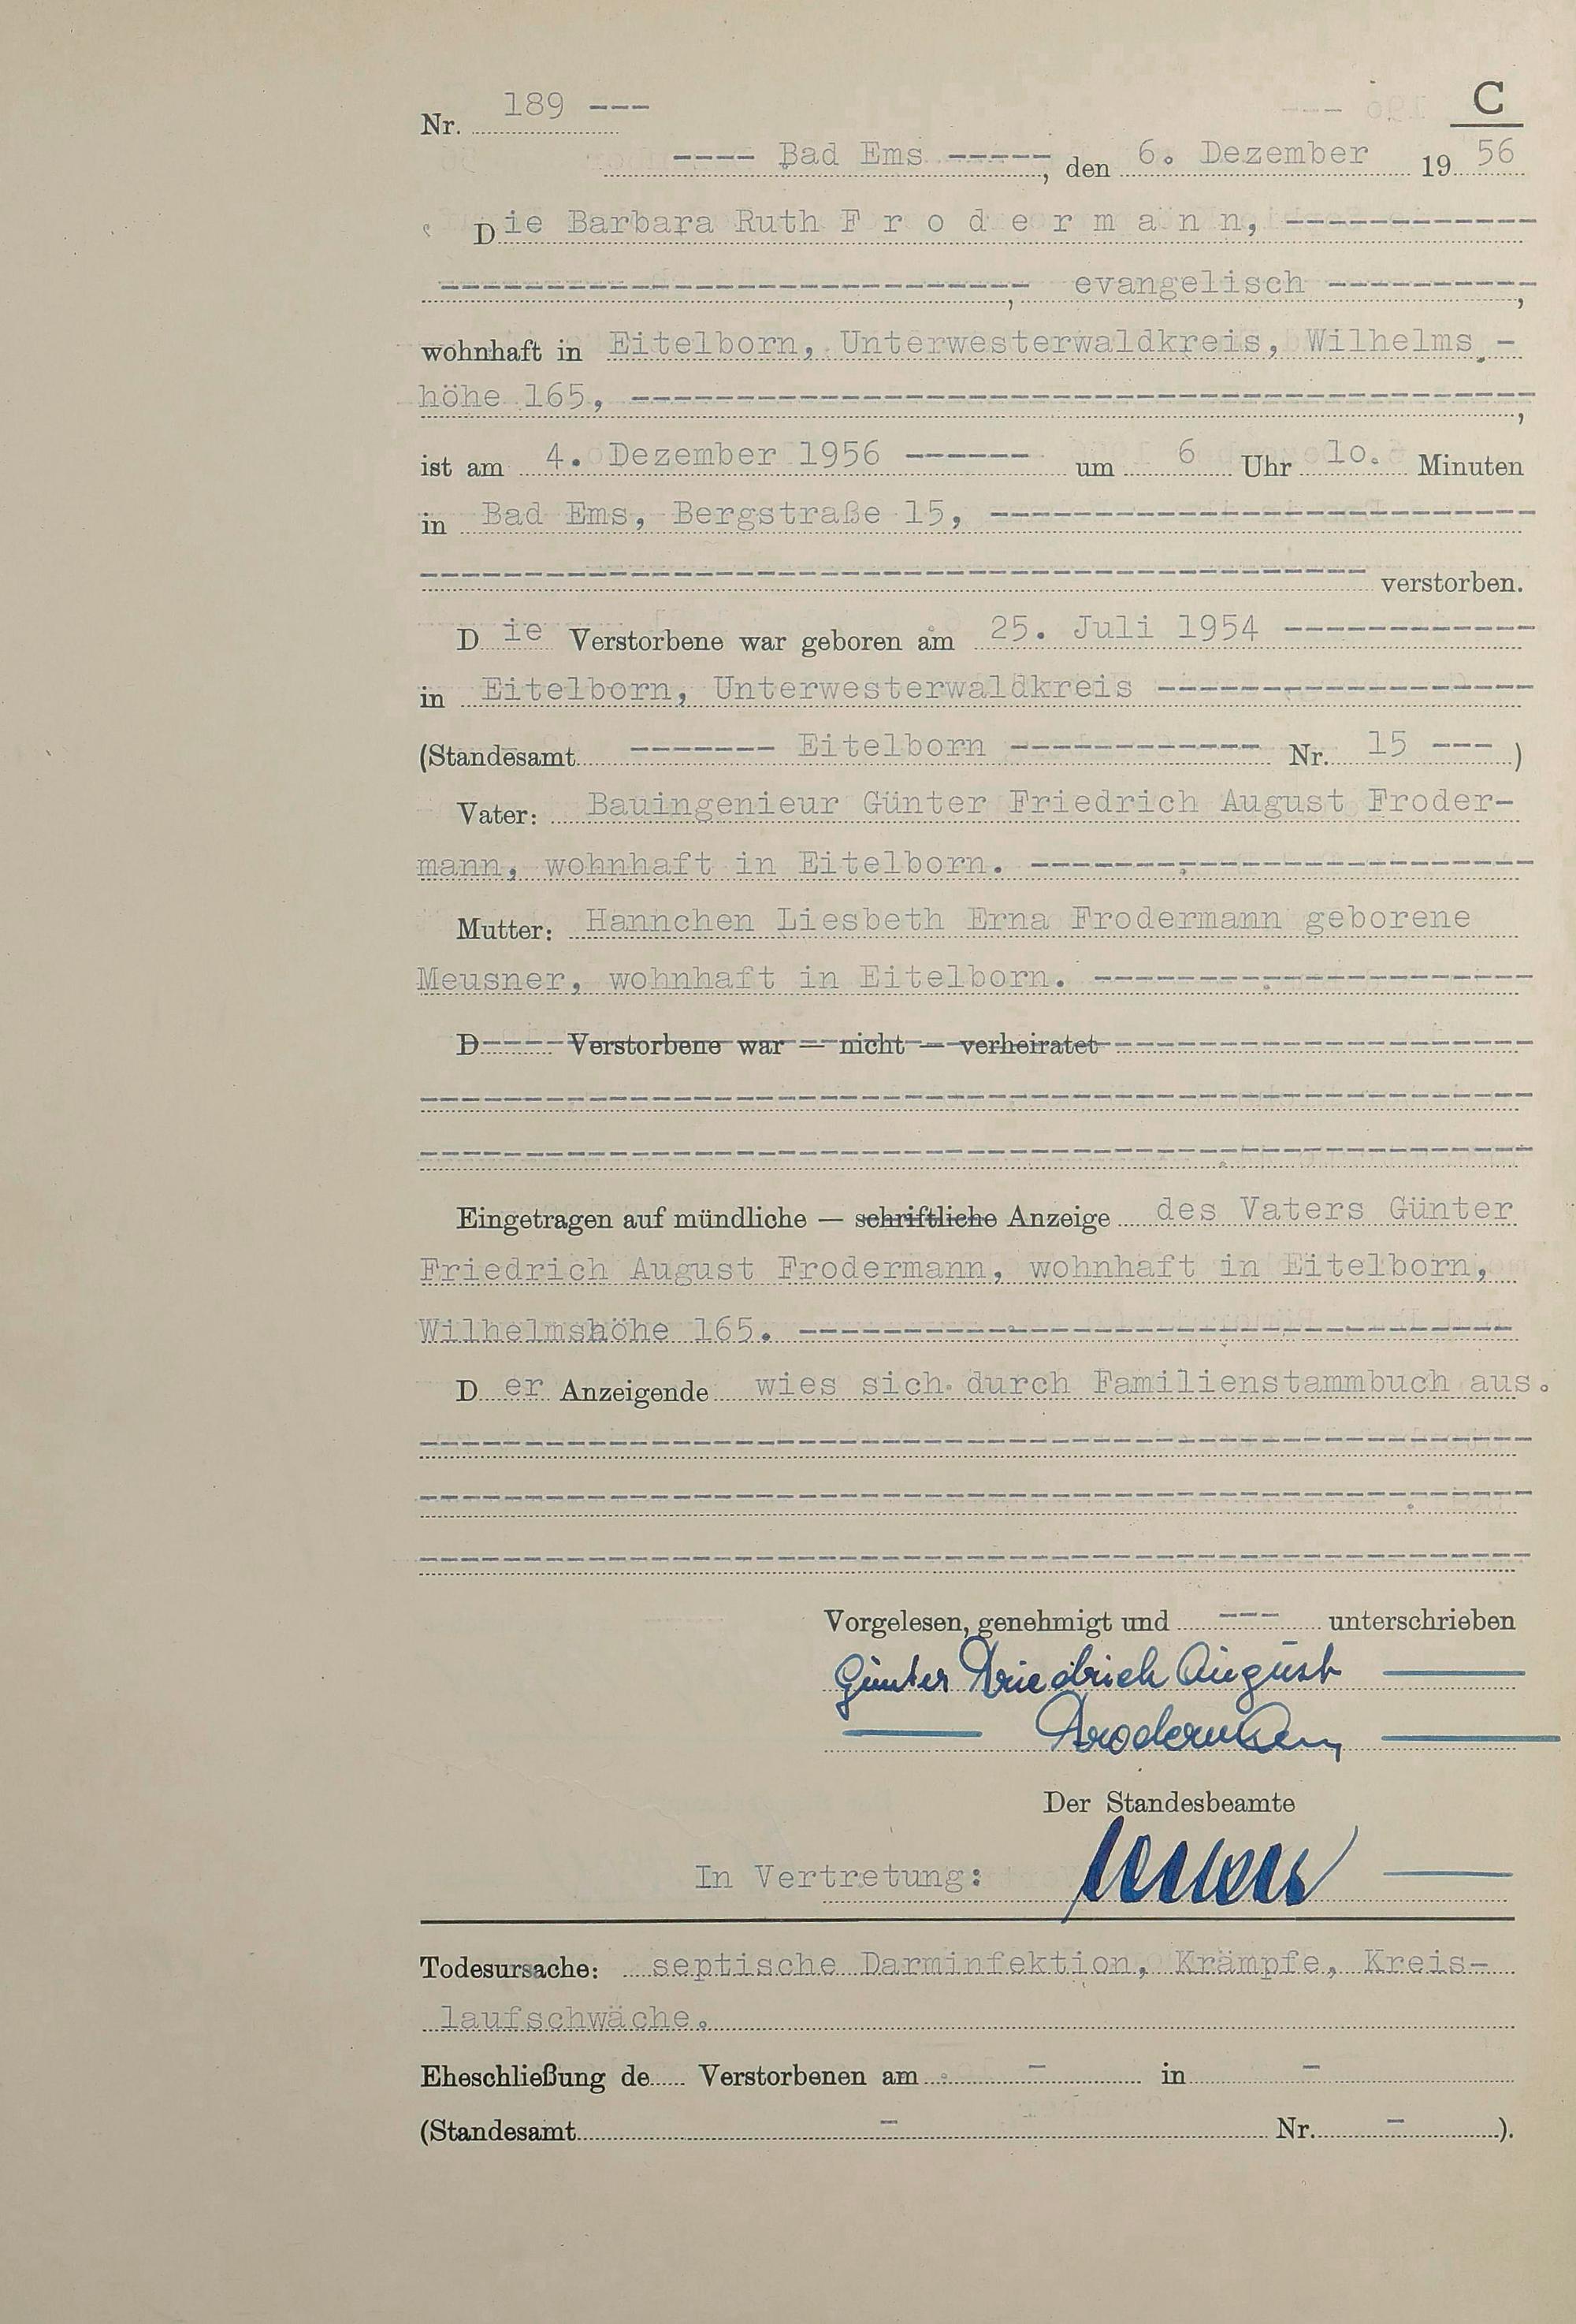 C
Nr. 189 ---
---- Bad Ems -----, den 6. Dezember 1956
Die Barbara Ruth F r o d e r m a n n, ------------
----------------------------, evangelisch ----------,
wohnhaft in Eitelborn, Unterwesterwaldkreis, Wilhelms-
höhe 165, -------------------------------------------,
ist am 4. Dezember 1956 ------ um 6 Uhr 10. Minuten
in Bad Ems, Bergstraße 15, --------------------------
--------------------------------------------- verstorben.
Die Verstorbene war geboren am 25. Juli 1954 ------------
in Eitelborn, Unterwesterwaldkreis ------------------
(Standesamt ------- Eitelborn ------------ Nr. 15 --- )
Vater: Bauingenieur Günter Friedrich August Froder-
mann, wohnhaft in Eitelborn. ------------------------
Mutter: Hannchen Liesbeth Erna Frodermann geborene
Meusner, wohnhaft in Eitelborn. ---------------------
D---- Verstorbene war — nicht — verheiratet --------------------
-----------------------------------------------------
-----------------------------------------------------
Eingetragen auf mündliche — schriftliche Anzeige des Vaters Günter
Friedrich August Frodermann, wohnhaft in Eitelborn,
Wilhelmshöhe 165. ----------------------------------
Der Anzeigende wies sich durch Familienstammbuch aus.
-----------------------------------------------------
-----------------------------------------------------
-----------------------------------------------------
Vorgelesen, genehmigt und --- unterschrieben
Günter Friedrich August —
— Frodermann —
Der Standesbeamte
In Vertretung:
Todesursache: septische Darminfektion, Krämpfe, Kreis-
laufschwäche.
Eheschließung de..... Verstorbenen am - in -
(Standesamt - Nr. - ).